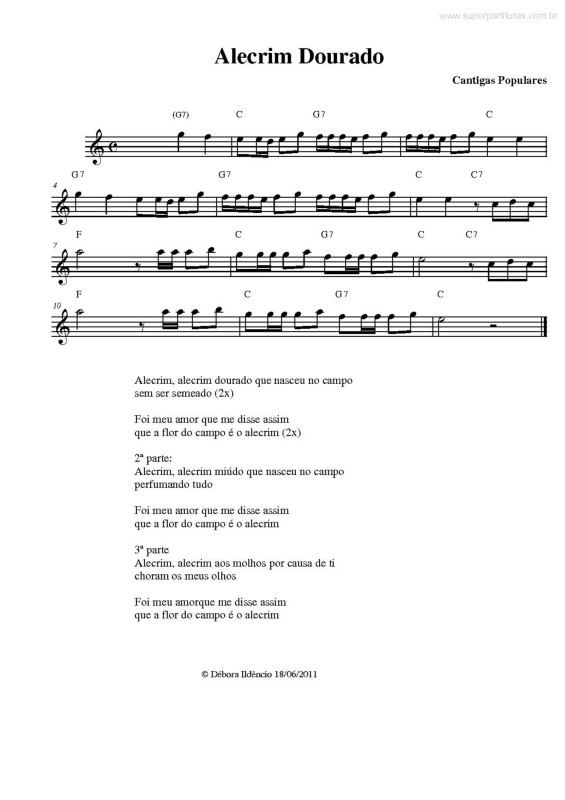 www.superpartituras.com.br
Alecrim Dourado
Cantigas Populares
(G7) C G7 C
4
G7 G7 C C7
7
F C G7 C C7
10
F C G7 C
Alecrim, alecrim dourado que nasceu no campo
sem ser semeado (2x)
Foi meu amor que me disse assim
que a flor do campo é o alecrim (2x)
2ª parte:
Alecrim, alecrim miúdo que nasceu no campo
perfumando tudo
Foi meu amor que me disse assim
que a flor do campo é o alecrim
3ª parte
Alecrim, alecrim aos molhos por causa de ti
choram os meus olhos
Foi meu amorque me disse assim
que a flor do campo é o alecrim
© Débora Ildêncio 18/06/2011